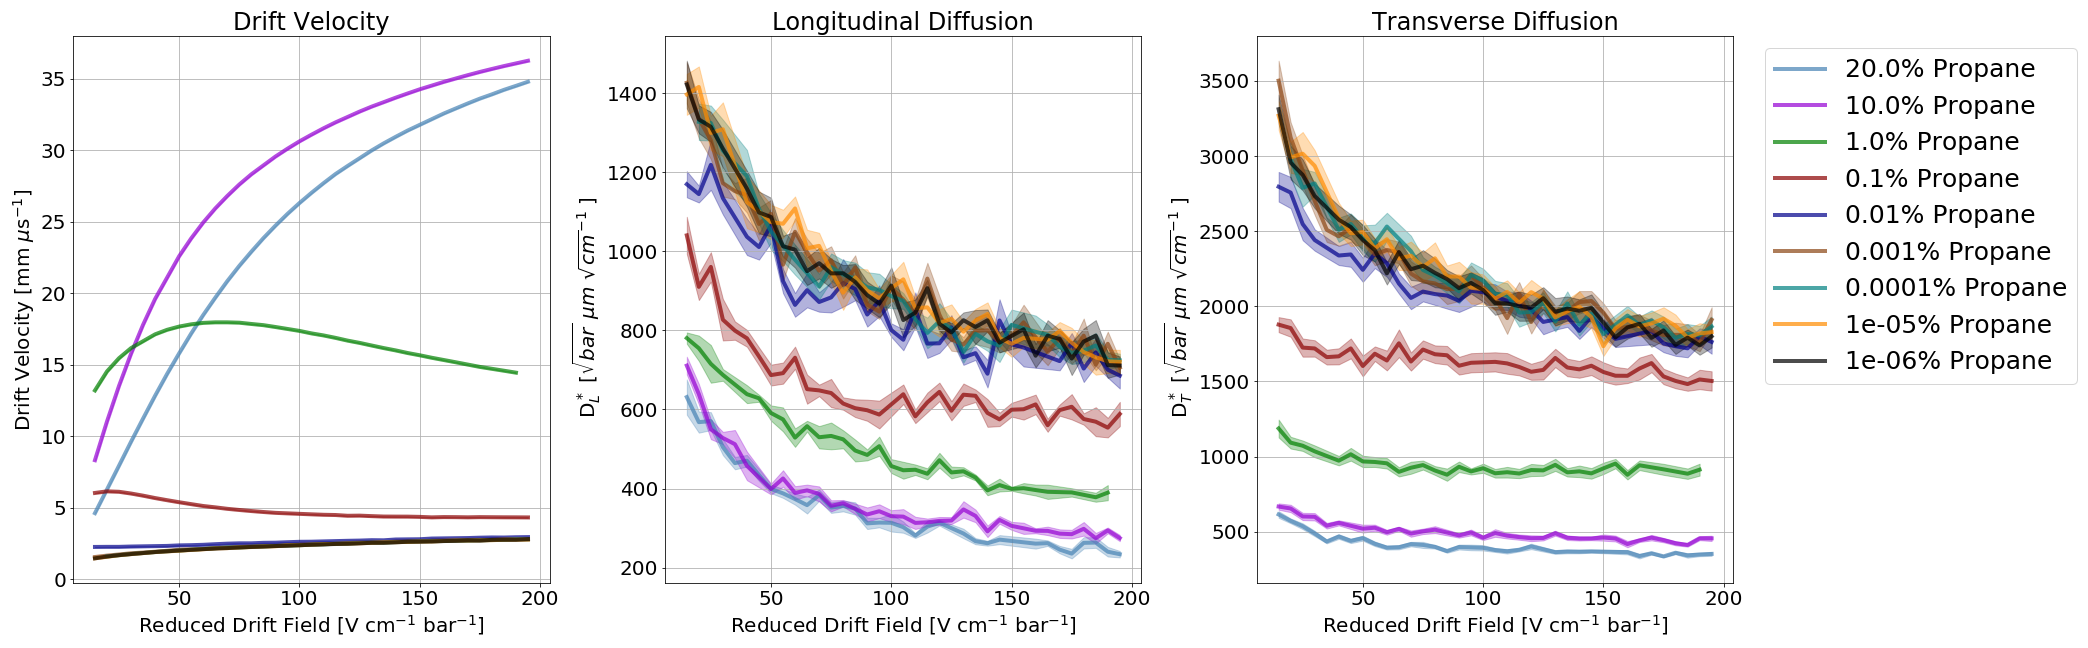 Drift Velocity
Drift Velocity [mm μs⁻¹]
35
30
25
20
15
10
5
0
50 100 150 200
Reduced Drift Field [V cm⁻¹ bar⁻¹]
Longitudinal Diffusion
D*_L [√bar μm √cm⁻¹ ]
1400
1200
1000
800
600
400
200
50 100 150 200
Reduced Drift Field [V cm⁻¹ bar⁻¹]
Transverse Diffusion
D*_T [√bar μm √cm⁻¹ ]
3500
3000
2500
2000
1500
1000
500
50 100 150 200
Reduced Drift Field [V cm⁻¹ bar⁻¹]
20.0% Propane
10.0% Propane
1.0% Propane
0.1% Propane
0.01% Propane
0.001% Propane
0.0001% Propane
1e-05% Propane
1e-06% Propane